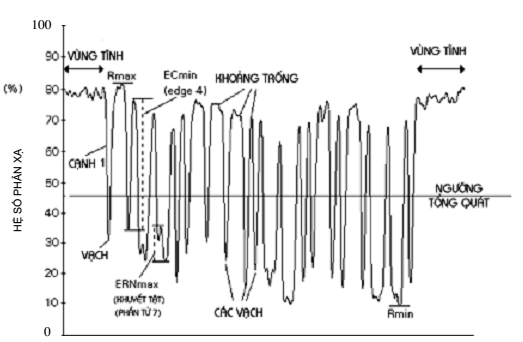 100
VÙNG TĨNH
VÙNG TĨNH
90
Rmax
ECmin
(edge 4)
KHOẢNG TRỐNG
(%)
80
70
60
CẠNH 1
HỆ SỐ PHẢN XẠ
50
NGƯỠNG
TỔNG QUÁT
40
30
VẠCH
20
ERNmax
(KHUYẾT TẬT)
(PHẦN TỬ 7)
CÁC VẠCH
10
Rmin
0